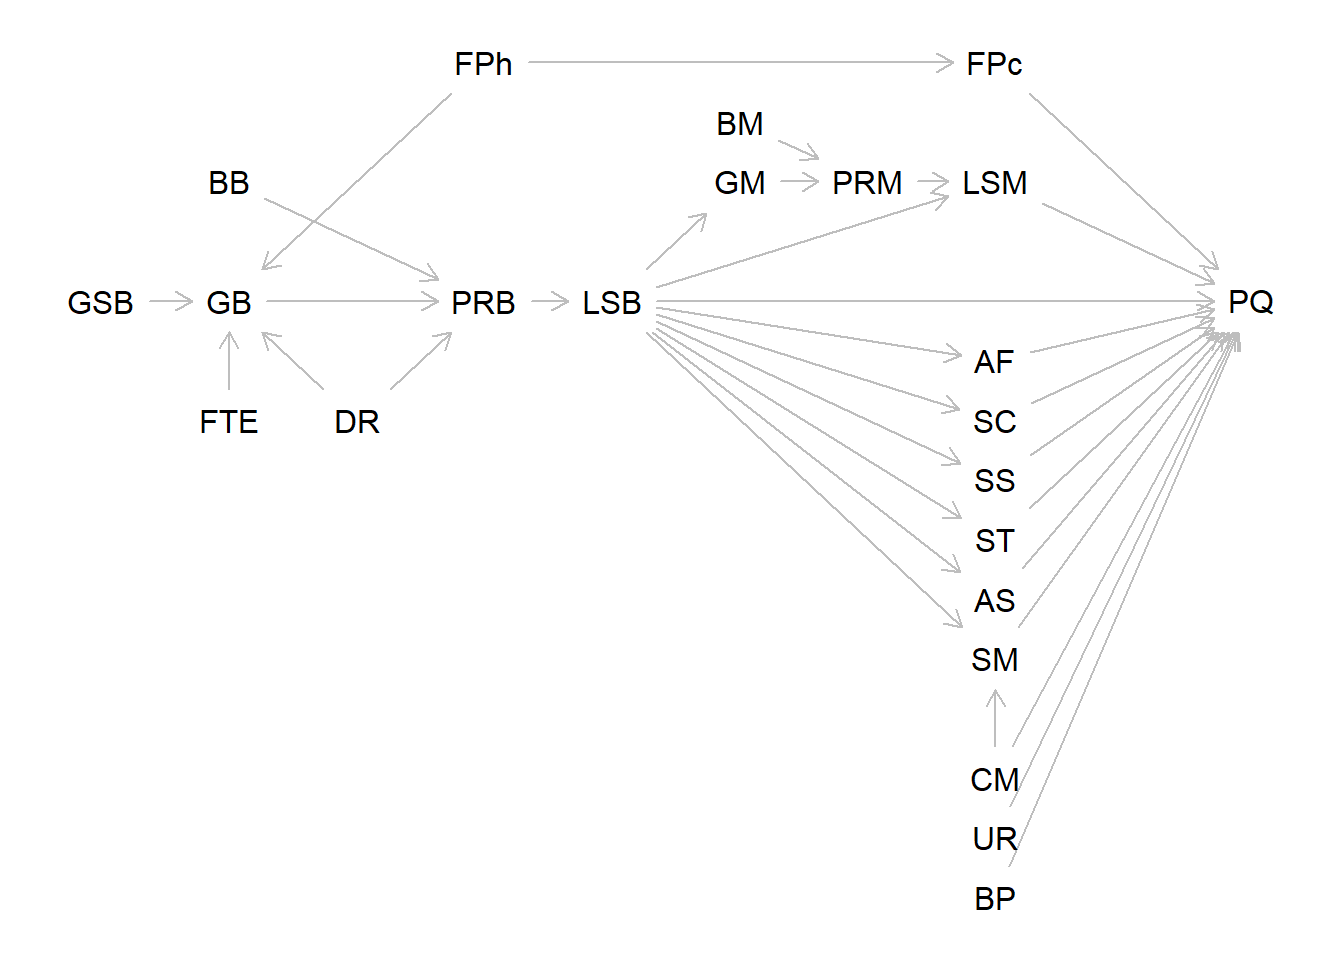 FPh FPc
BM
BB GM PRM LSM
GSB GB PRB LSB PQ
AF
FTE DR SC
SS
ST
AS
SM
CM
UR
BP